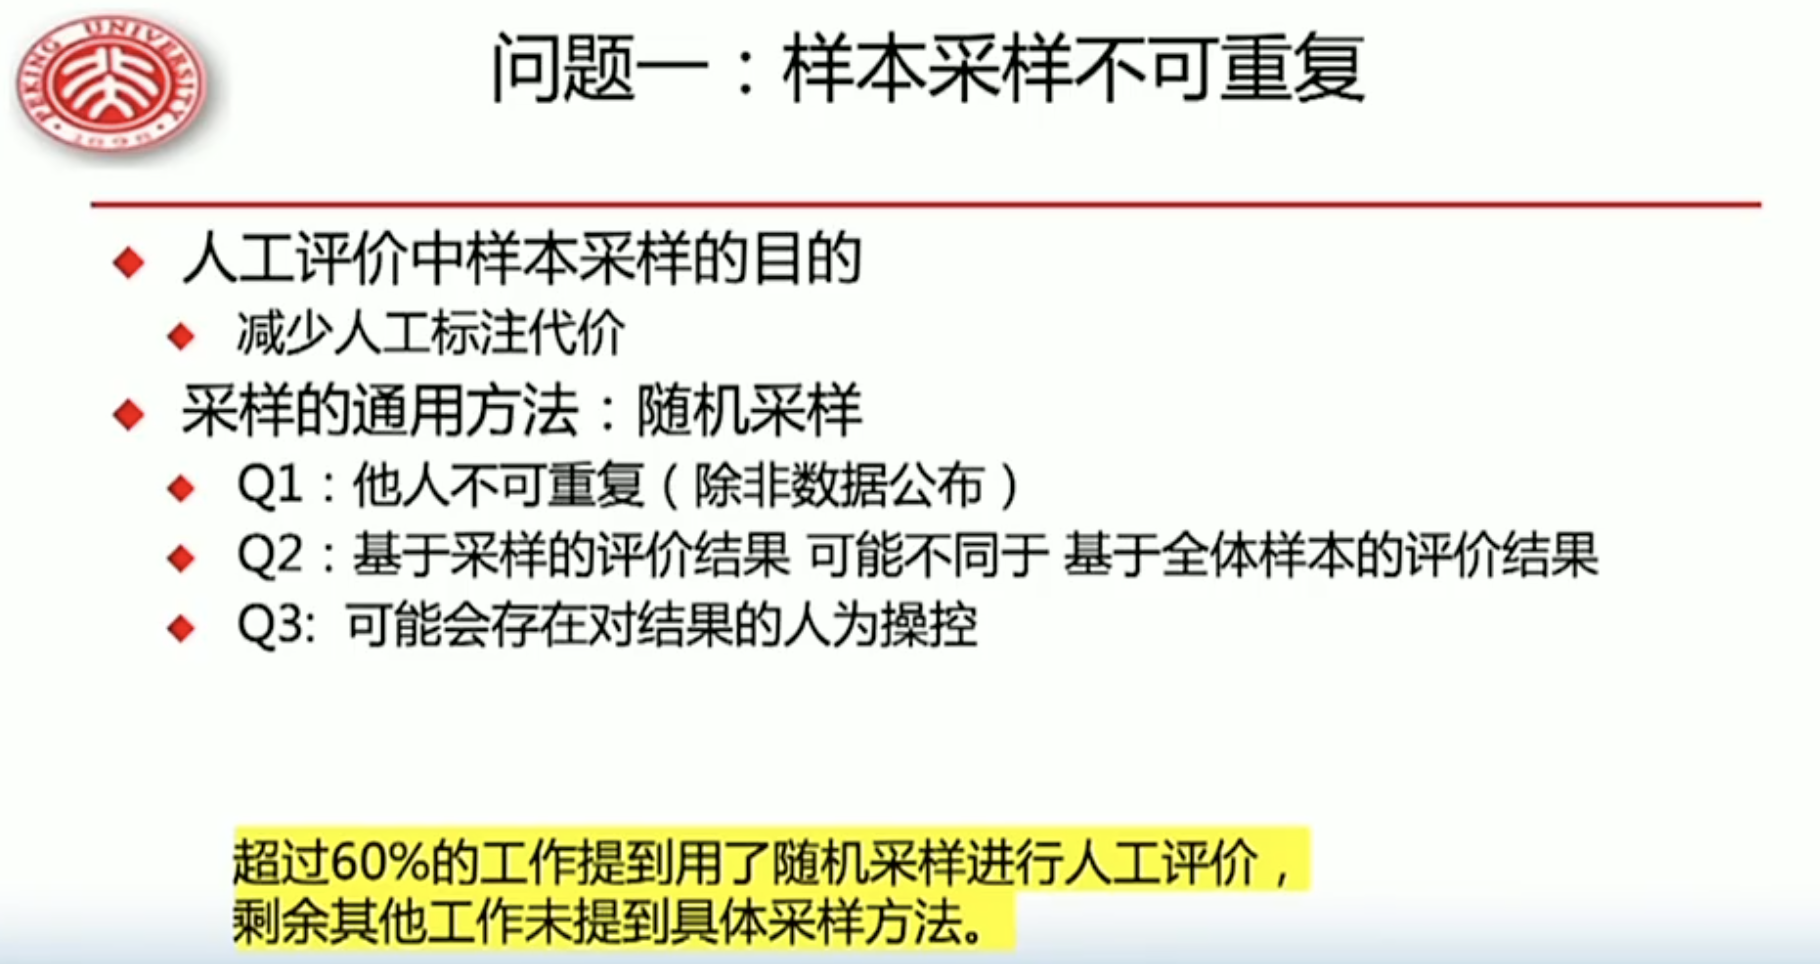 PEKING UNIVERSITY
1898
问题一：样本采样不可重复
人工评价中样本采样的目的
减少人工标注代价
采样的通用方法：随机采样
Q1：他人不可重复（除非数据公布）
Q2：基于采样的评价结果 可能不同于 基于全体样本的评价结果
Q3: 可能会存在对结果的人为操控
超过60%的工作提到用了随机采样进行人工评价，
剩余其他工作未提到具体采样方法。